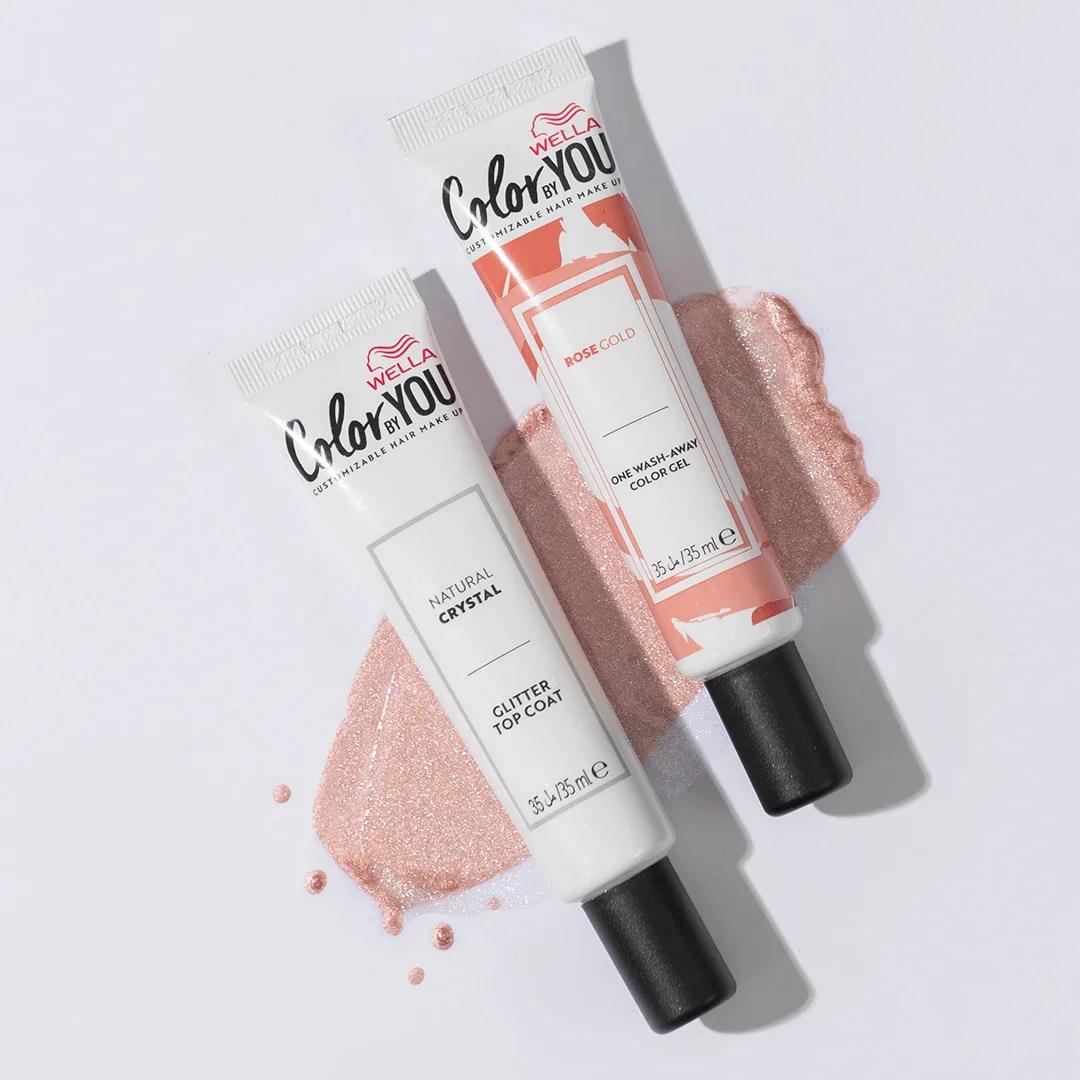 WELLA
Color BY YOU
CUSTOMIZABLE HAIR MAKE UP
ROSE GOLD
ONE WASH-AWAY
COLOR GEL
35 مل / 35 ml ℮
WELLA
Color BY YOU
CUSTOMIZABLE HAIR MAKE UP
NATURAL
CRYSTAL
GLITTER
TOP COAT
35 مل / 35 ml ℮